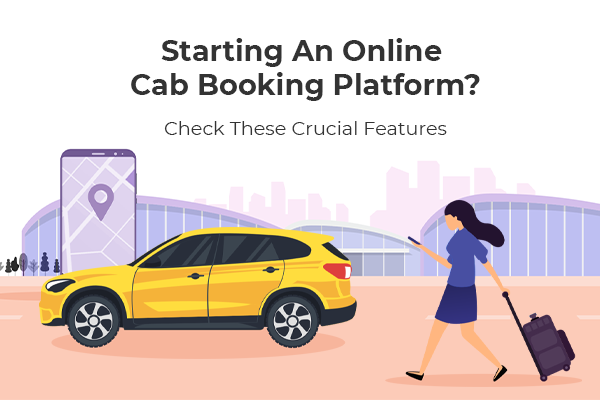 Starting An Online
Cab Booking Platform?
Check These Crucial Features